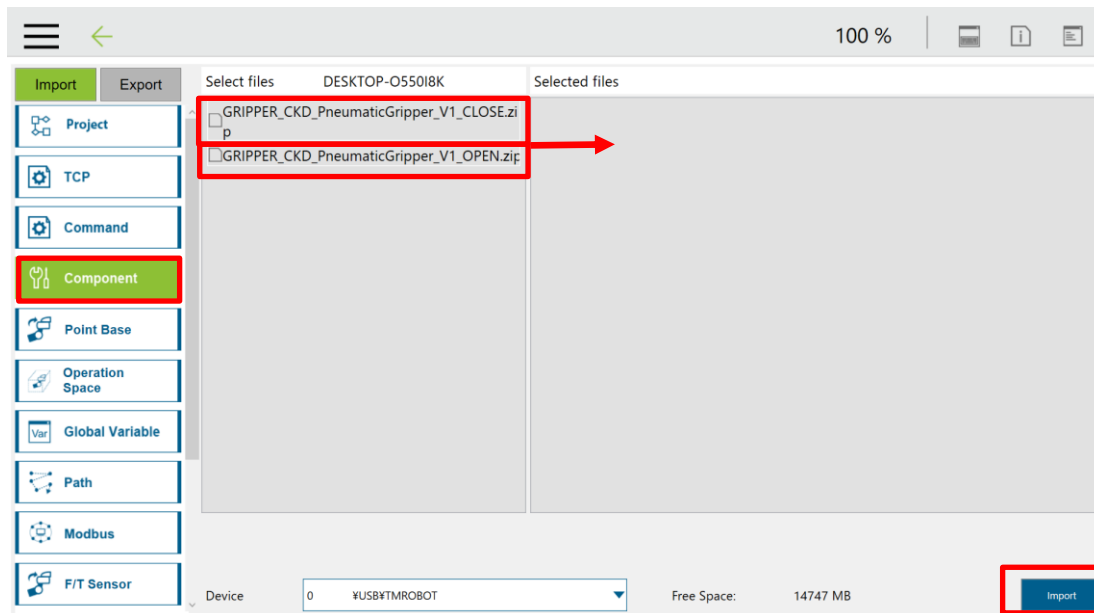 100 %
Import
Export
Select files
DESKTOP-O550I8K
Selected files
GRIPPER_CKD_PneumaticGripper_V1_CLOSE.zi
p
GRIPPER_CKD_PneumaticGripper_V1_OPEN.zip
Project
TCP
Command
Component
Point Base
Operation
Space
Var
Global Variable
Path
Modbus
F/T Sensor
Device
0 ¥USB¥TMROBOT
Free Space:
14747 MB
Import